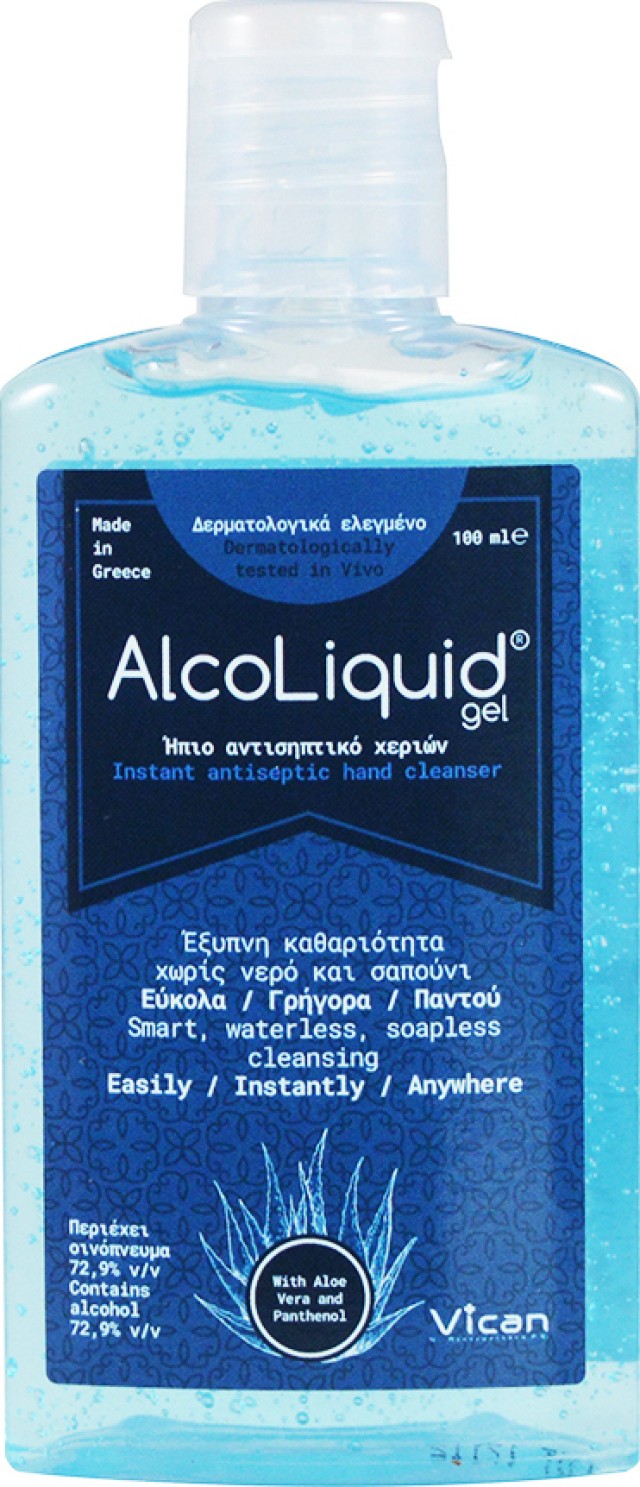 Made
in
Greece
Δερματολογικά ελεγμένο
Dermatologically
tested in Vivo
100 ml℮
AlcoLiquid®
gel
Ήπιο αντισηπτικό χεριών
Instant antiseptic hand cleanser
Έξυπνη καθαριότητα
χωρίς νερό και σαπούνι
Εύκολα / Γρήγορα / Παντού
Smart, waterless, soapless
cleansing
Easily / Instantly / Anywhere
Περιέχει
οινόπνευμα
72,9% v/v
Contains
alcohol
72,9% v/v
With Aloe
Vera and
Panthenol
Vican